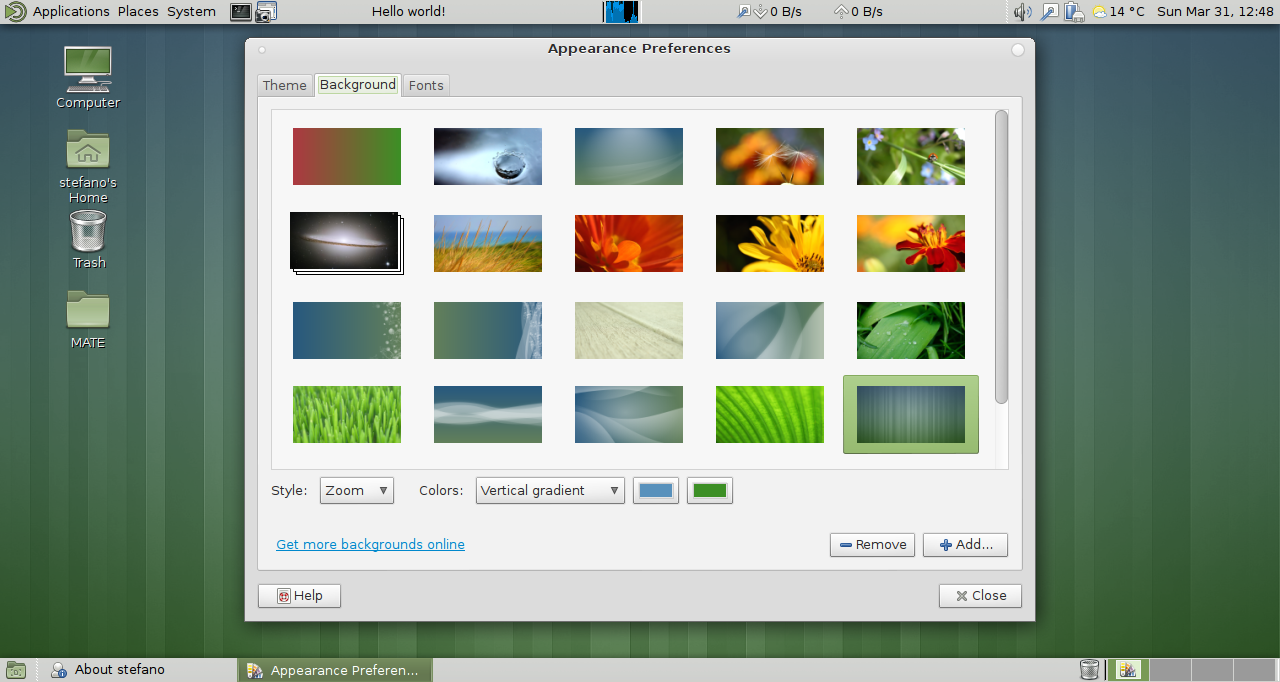 Applications Places System Hello world! 0 B/s 0 B/s 14 °C Sun Mar 31, 12:48
Appearance Preferences
Computer
stefano's
Home
Trash
MATE
Theme Background Fonts
Style: Zoom Colors: Vertical gradient
Get more backgrounds online Remove Add...
Help Close
About stefano Appearance Preferen...